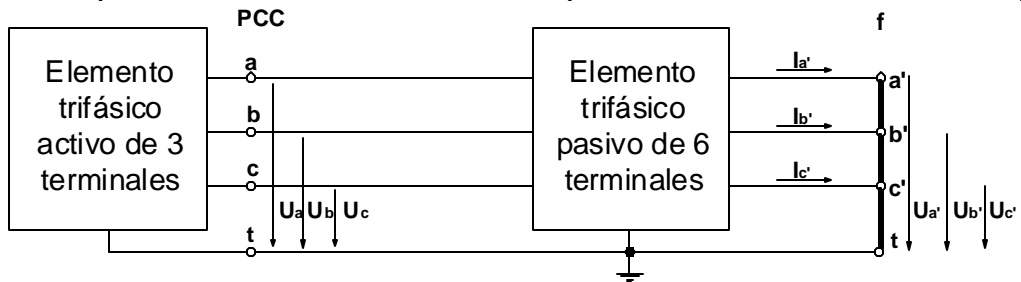 PCC
f
Elemento
trifásico
activo de 3
terminales
a
b
c
t
Ua Ub Uc
Elemento
trifásico
pasivo de 6
terminales
Ia'
Ib'
Ic'
a'
b'
c'
t
Ua' Ub' Uc'